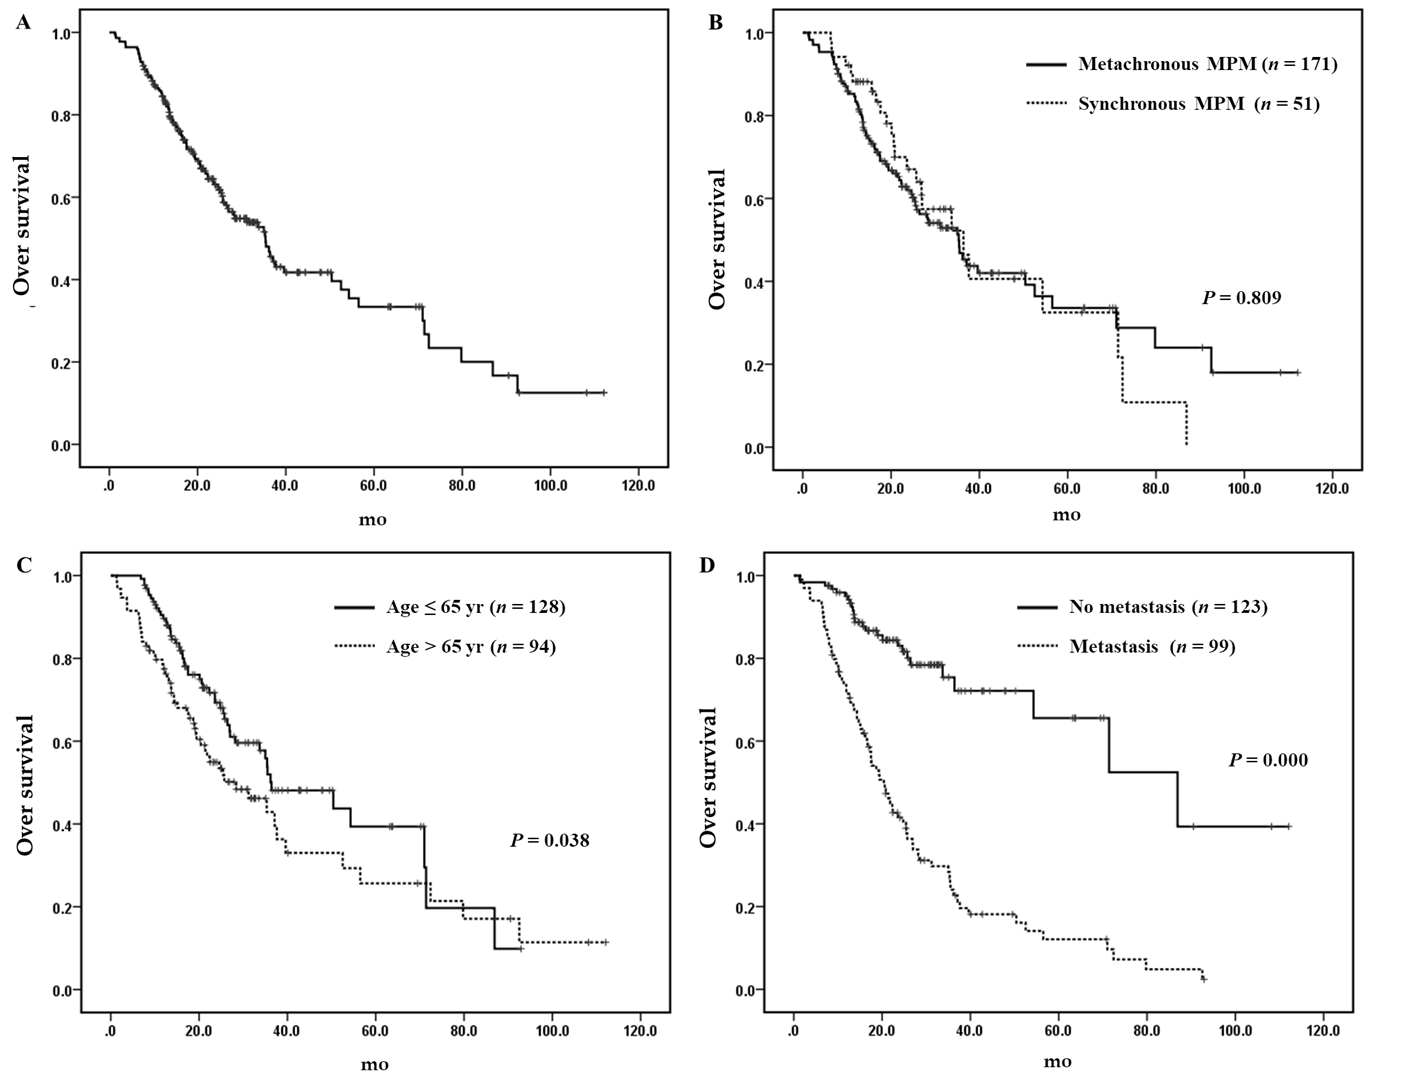 A
Over survival
1.0
0.8
0.6
0.4
0.2
0.0
.0 20.0 40.0 60.0 80.0 100.0 120.0
mo
B
Over survival
1.0
0.8
0.6
0.4
0.2
0.0
Metachronous MPM (n = 171)
Synchronous MPM (n = 51)
P = 0.809
.0 20.0 40.0 60.0 80.0 100.0 120.0
mo
C
Over survival
1.0
0.8
0.6
0.4
0.2
0.0
Age ≤ 65 yr (n = 128)
Age > 65 yr (n = 94)
P = 0.038
.0 20.0 40.0 60.0 80.0 100.0 120.0
mo
D
Over survival
1.0
0.8
0.6
0.4
0.2
0.0
No metastasis (n = 123)
Metastasis (n = 99)
P = 0.000
.0 20.0 40.0 60.0 80.0 100.0 120.0
mo